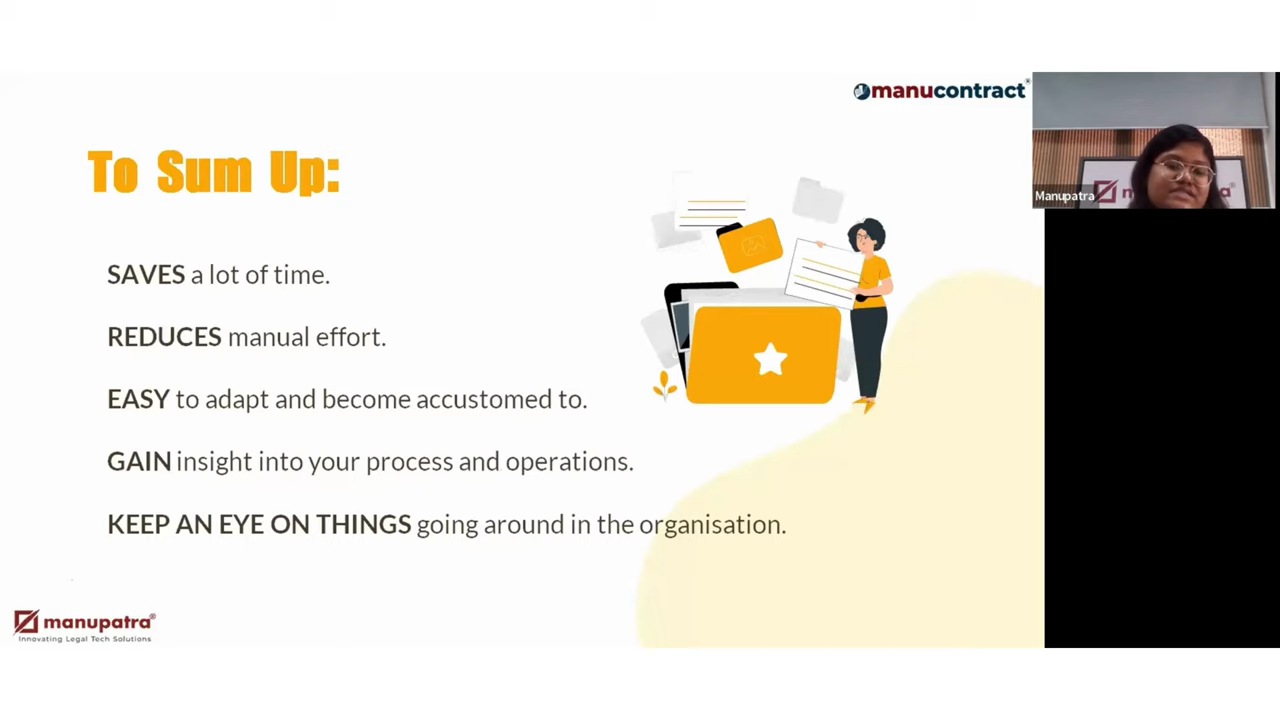 manucontract
To Sum Up:
SAVES a lot of time.
REDUCES manual effort.
EASY to adapt and become accustomed to.
GAIN insight into your process and operations.
KEEP AN EYE ON THINGS going around in the organisation.
manupatra®
Innovating Legal Tech Solutions
Manupatra